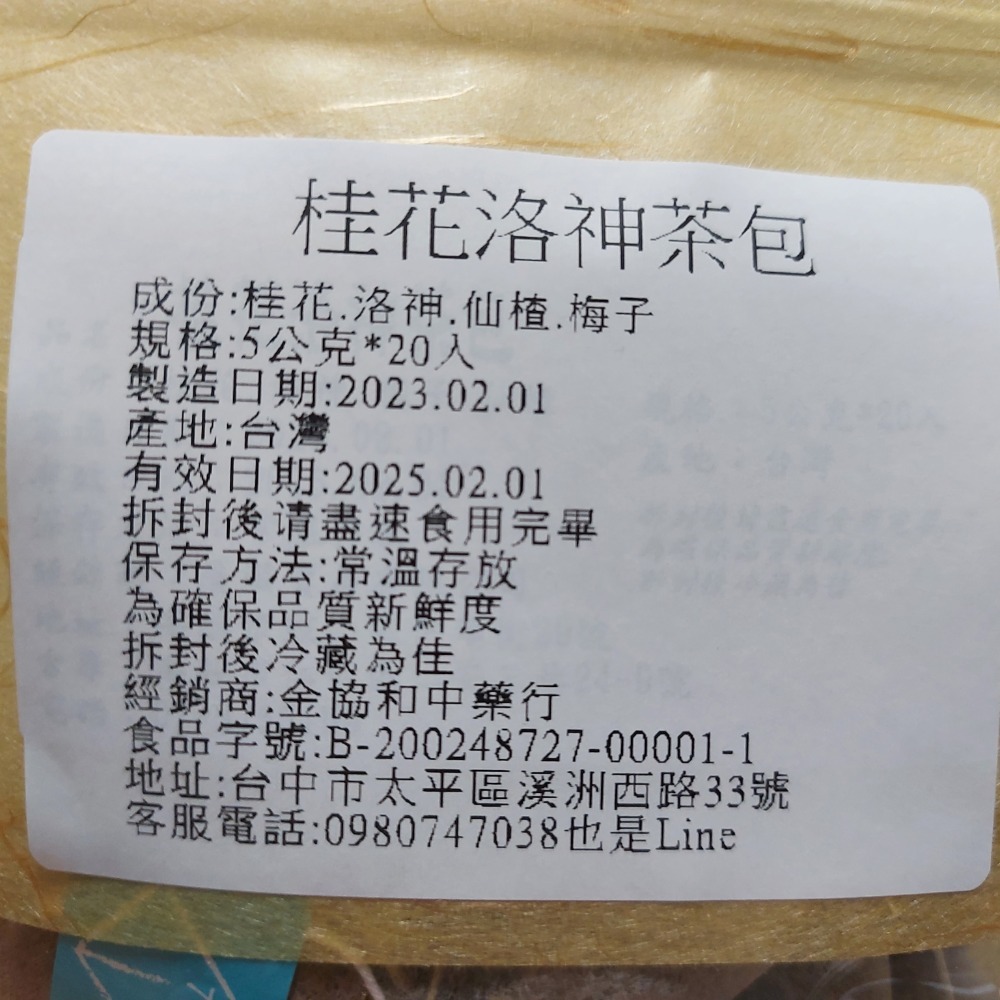 桂花洛神茶包
成份:桂花.洛神.仙楂.梅子
規格:5公克*20入
製造日期:2023.02.01
產地:台灣
有效日期:2025.02.01
拆封後请盡速食用完畢
保存方法:常溫存放
為確保品質新鮮度
拆封後冷藏為佳
經銷商:金協和中藥行
食品字號:B-200248727-00001-1
地址:台中市太平區溪洲西路33號
客服電話:0980747038也是Line